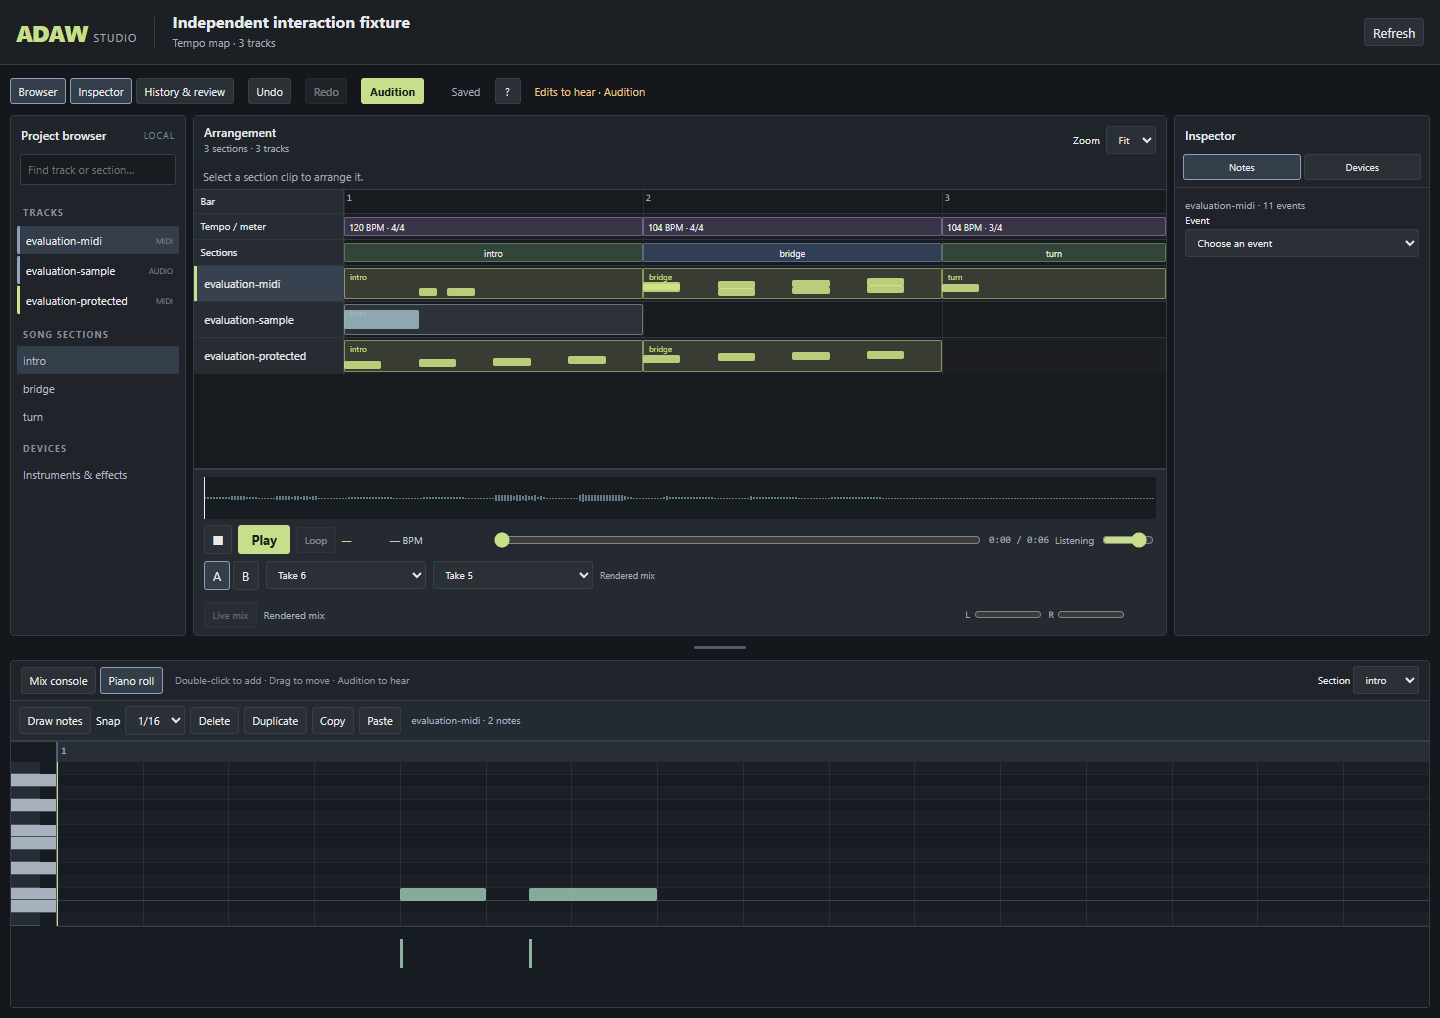 ADAW STUDIO
Independent interaction fixture
Tempo map · 3 tracks
Refresh
Browser
Inspector
History & review
Undo
Redo
Audition
Saved
?
Edits to hear · Audition
Project browser
LOCAL
Find track or section...
TRACKS
evaluation-midi
MIDI
evaluation-sample
AUDIO
evaluation-protected
MIDI
SONG SECTIONS
intro
bridge
turn
DEVICES
Instruments & effects
Arrangement
3 sections · 3 tracks
Zoom
Fit
Select a section clip to arrange it.
Bar
1
2
3
Tempo / meter
120 BPM · 4/4
104 BPM · 4/4
104 BPM · 3/4
Sections
intro
bridge
turn
evaluation-midi
intro
bridge
turn
evaluation-sample
evaluation-protected
intro
bridge
Play
Loop
—
— BPM
0:00 / 0:06
Listening
A
B
Take 6
Take 5
Rendered mix
Live mix
Rendered mix
L
R
Inspector
Notes
Devices
evaluation-midi · 11 events
Event
Choose an event
Mix console
Piano roll
Double-click to add · Drag to move · Audition to hear
Section
intro
Draw notes
Snap
1/16
Delete
Duplicate
Copy
Paste
evaluation-midi · 2 notes
1